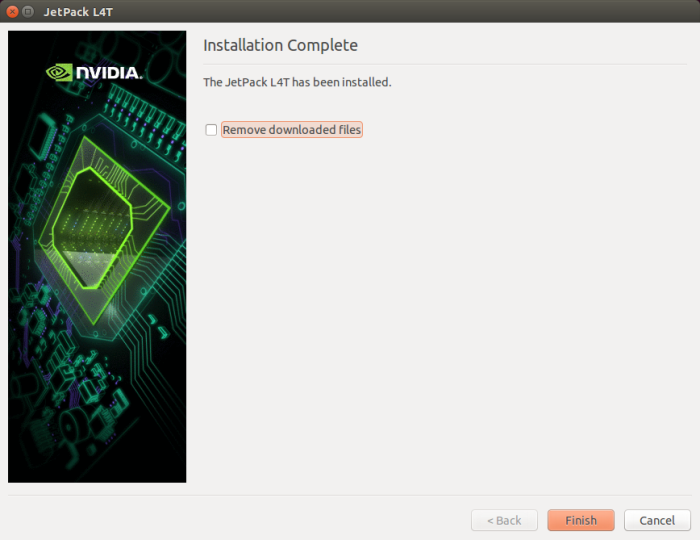 JetPack L4T
NVIDIA.
Installation Complete
The JetPack L4T has been installed.
Remove downloaded files
< Back
Finish
Cancel